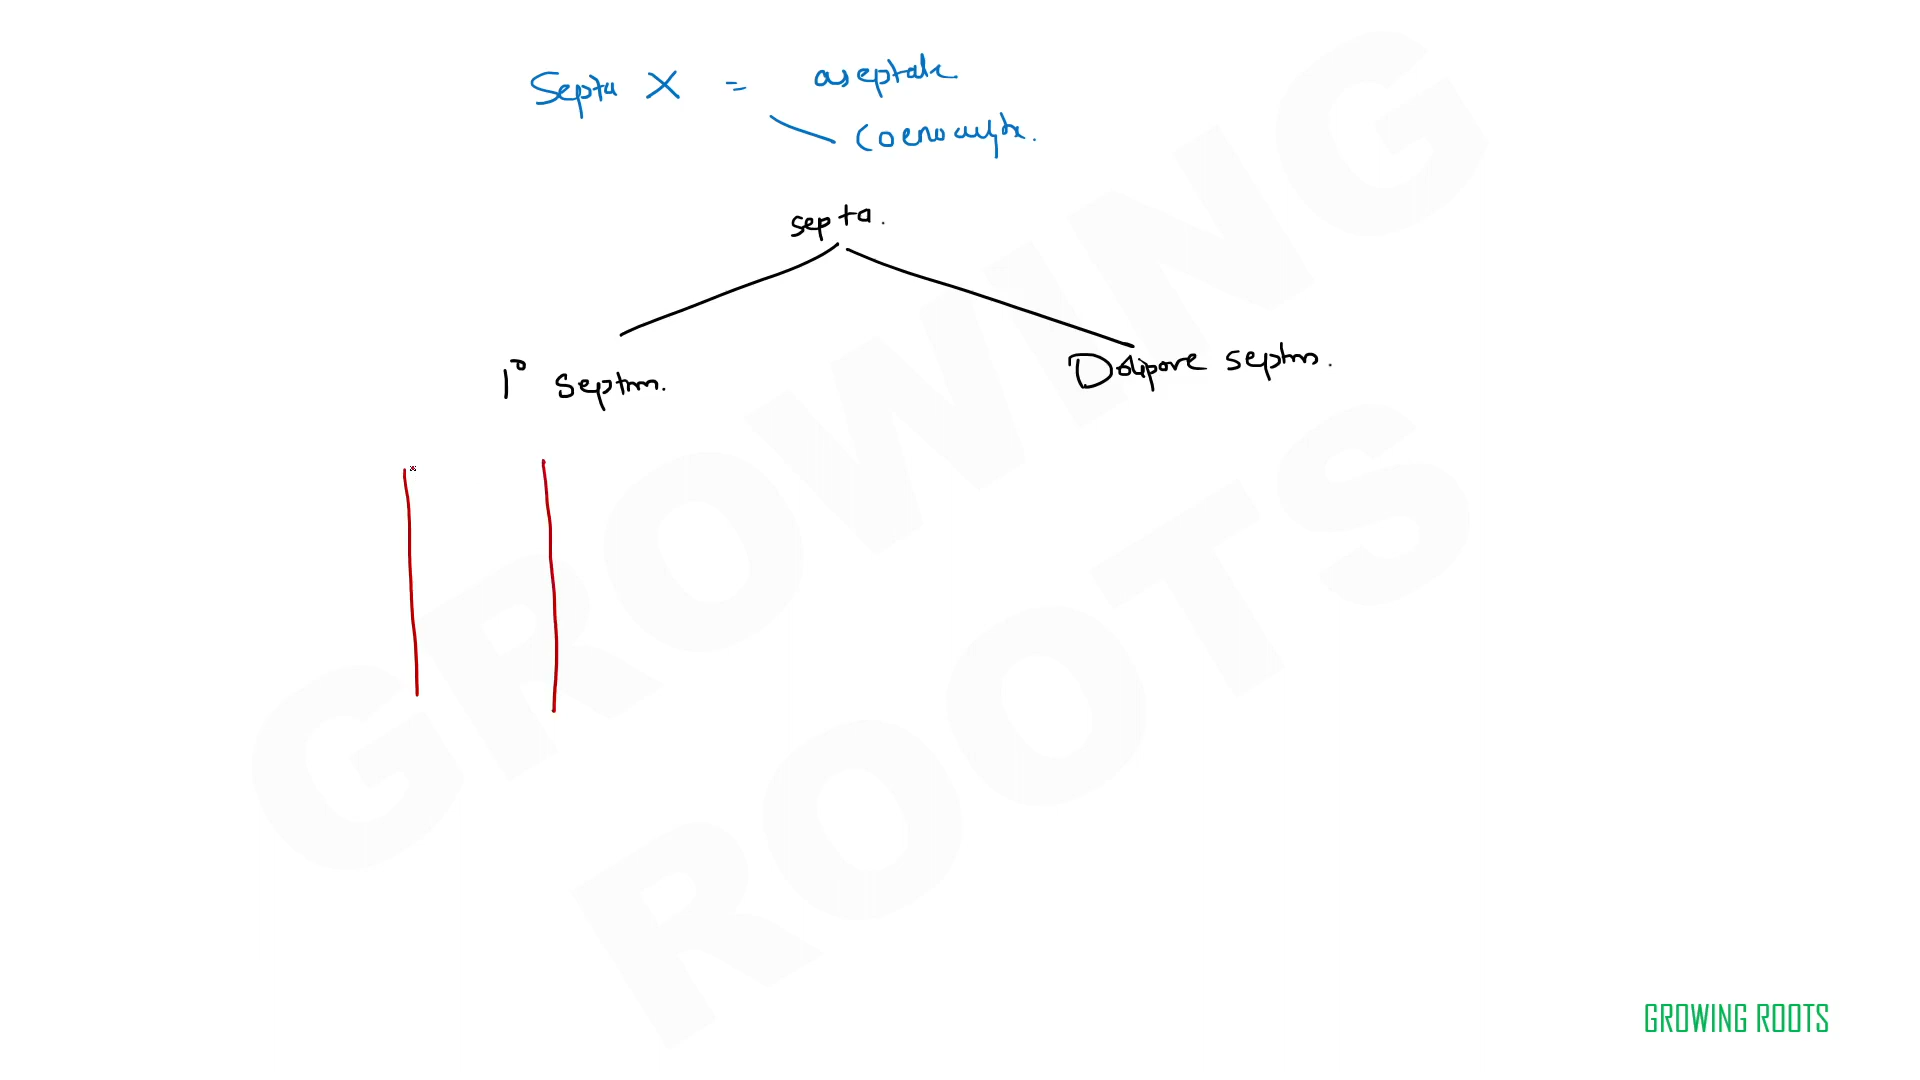 Septa X = aseptate
Coenocytic.
septa.
1° Septum.
Dolipore septum.
GROWING
ROOTS
GROWING ROOTS